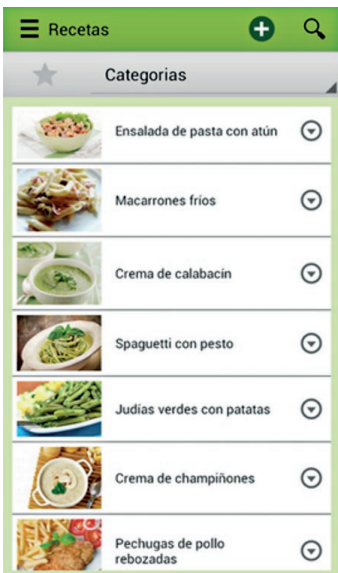 Recetas
Categorias
Ensalada de pasta con atún
Macarrones fríos
Crema de calabacín
Spaguetti con pesto
Judías verdes con patatas
Crema de champiñones
Pechugas de pollo
rebozadas